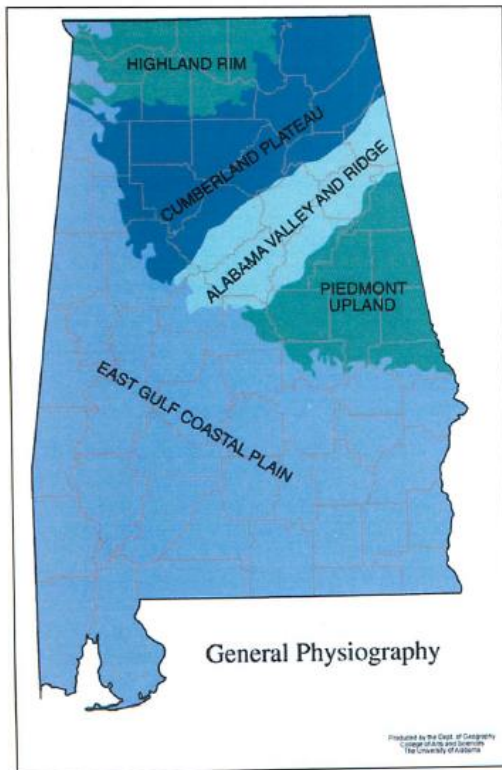 HIGHLAND RIM
CUMBERLAND PLATEAU
ALABAMA VALLEY AND RIDGE
PIEDMONT
UPLAND
EAST GULF COASTAL PLAIN
General Physiography
Produced by the Dept. of Geography
College of Arts and Sciences
The University of Alabama